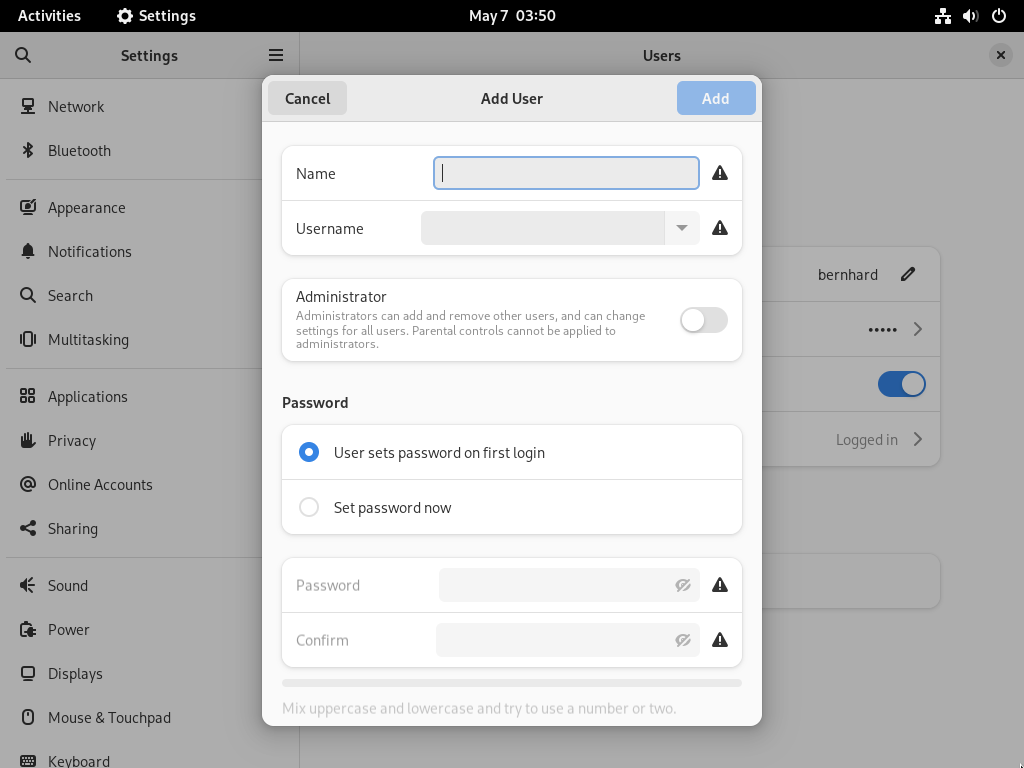 Activities
Settings
May 7 03:50
Settings
Users
Network
Bluetooth
Appearance
Notifications
Search
Multitasking
Applications
Privacy
Online Accounts
Sharing
Sound
Power
Displays
Mouse & Touchpad
Keyboard
Cancel
Add User
Add
Name
Username
Administrator
Administrators can add and remove other users, and can change
settings for all users. Parental controls cannot be applied to
administrators.
Password
User sets password on first login
Set password now
Password
Confirm
Mix uppercase and lowercase and try to use a number or two.
bernhard
•••••
Logged in